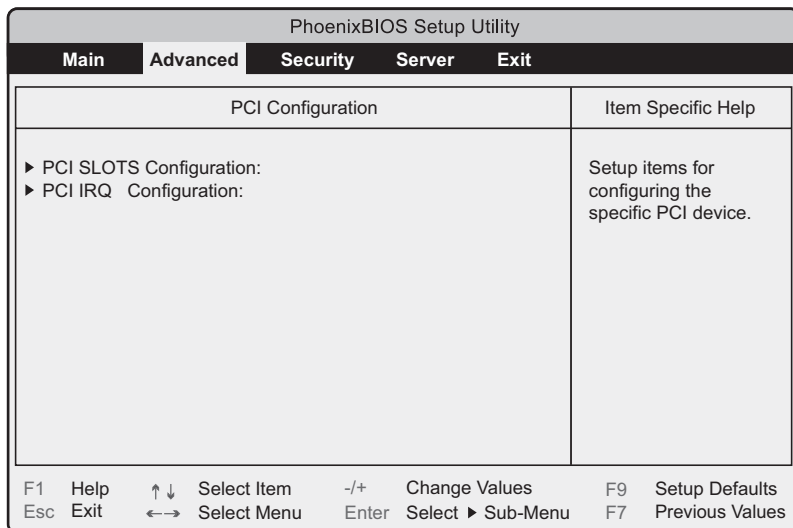 PhoenixBIOS Setup Utility
Main Advanced Security Server Exit
PCI Configuration
Item Specific Help
▶ PCI SLOTS Configuration:
▶ PCI IRQ Configuration:
Setup items for
configuring the
specific PCI device.
F1 Help ↑↓ Select Item -/+ Change Values F9 Setup Defaults
Esc Exit ←→ Select Menu Enter Select ▶ Sub-Menu F7 Previous Values